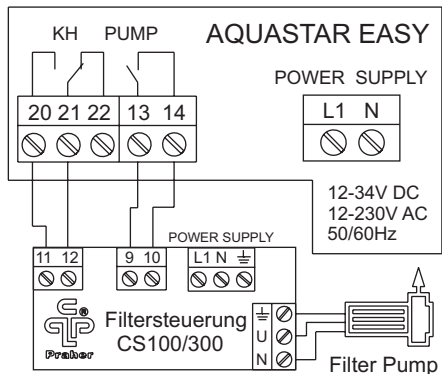 KH PUMP AQUASTAR EASY
POWER SUPPLY
20 21 22 13 14
L1 N
12-34V DC
12-230V AC
50/60Hz
POWER SUPPLY
11 12 9 10 L1 N
®
Praher
Filtersteuerung
CS100/300
U
N
Filter Pump